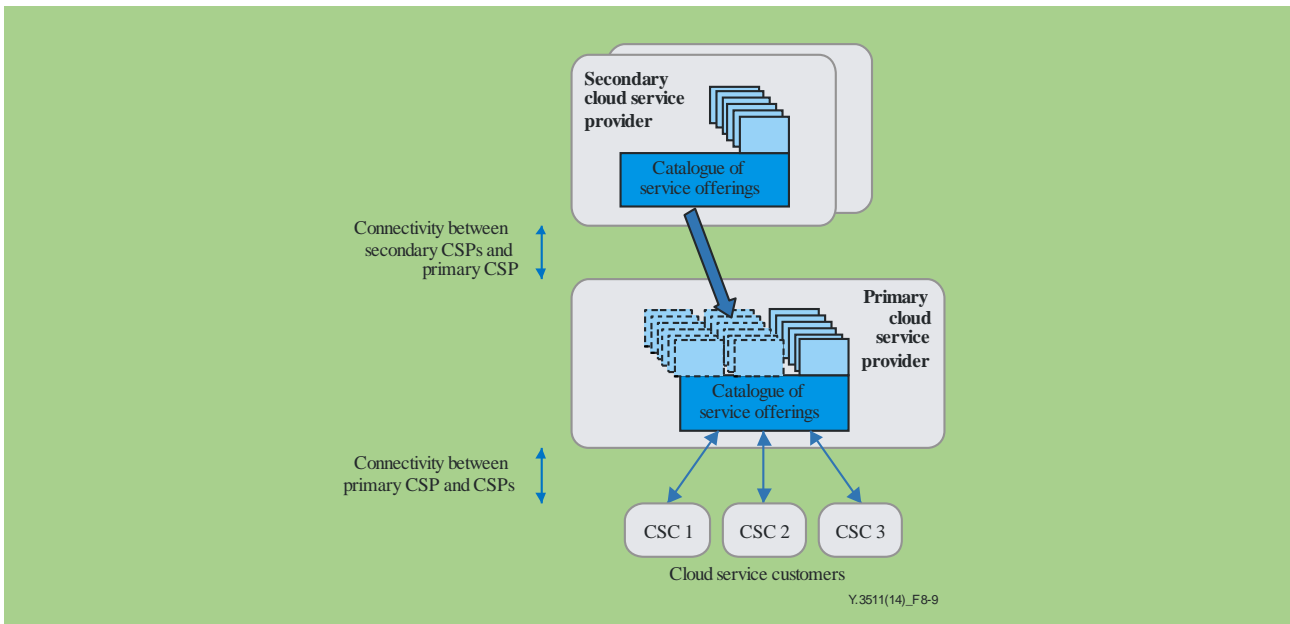 Secondary
cloud service
provider
Catalogue of
service offerings
Connectivity between
secondary CSPs and
primary CSP
Primary
cloud
service
provider
Catalogue of
service offerings
Connectivity between
primary CSP and CSPs
CSC 1
CSC 2
CSC 3
Cloud service customers
Y.3511(14)_F8-9